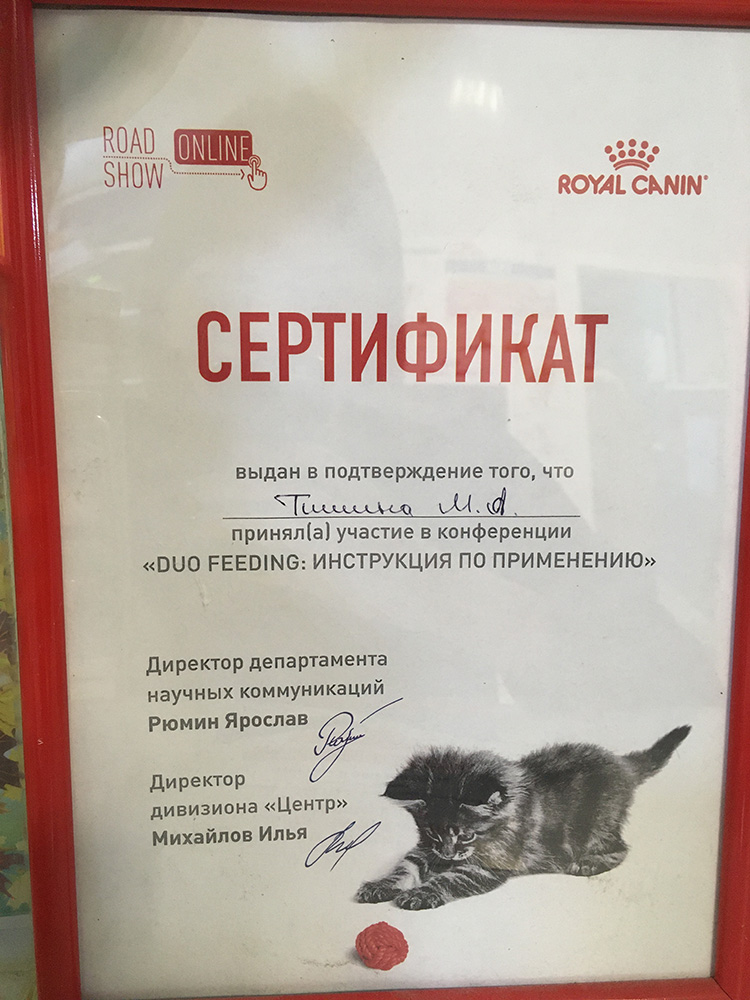 ROAD ONLINE
SHOW
ROYAL CANIN®
СЕРТИФИКАТ
выдан в подтверждение того, что
Тишина М.А.
принял(а) участие в конференции
«DUO FEEDING: ИНСТРУКЦИЯ ПО ПРИМЕНЕНИЮ»
Директор департамента
научных коммуникаций
Рюмин Ярослав
Директор
дивизиона «Центр»
Михайлов Илья